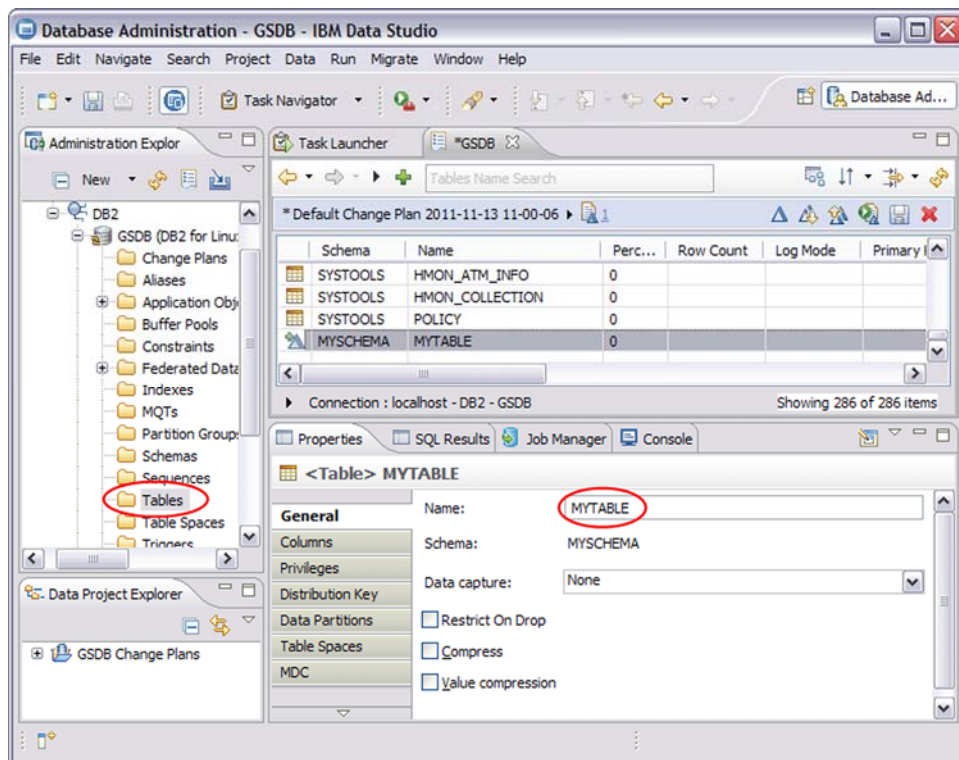 Database Administration - GSDB - IBM Data Studio
File Edit Navigate Search Project Data Run Migrate Window Help
Task Navigator
Database Ad...
Administration Explor
New
DB2
GSDB (DB2 for Linu
Change Plans
Aliases
Application Obj
Buffer Pools
Constraints
Federated Data
Indexes
MQTs
Partition Group
Schemas
Sequences
Tables
Table Spaces
Triggers
Data Project Explorer
GSDB Change Plans
Task Launcher
*GSDB
Tables Name Search
* Default Change Plan 2011-11-13 11-00-06
1
Schema Name Perc... Row Count Log Mode Primary
SYSTOOLS HMON_ATM_INFO 0
SYSTOOLS HMON_COLLECTION 0
SYSTOOLS POLICY 0
MYSCHEMA MYTABLE 0
Connection : localhost - DB2 - GSDB
Showing 286 of 286 items
Properties
SQL Results
Job Manager
Console
<Table> MYTABLE
General
Columns
Privileges
Distribution Key
Data Partitions
Table Spaces
MDC
Name: MYTABLE
Schema: MYSCHEMA
Data capture: None
Restrict On Drop
Compress
Value compression